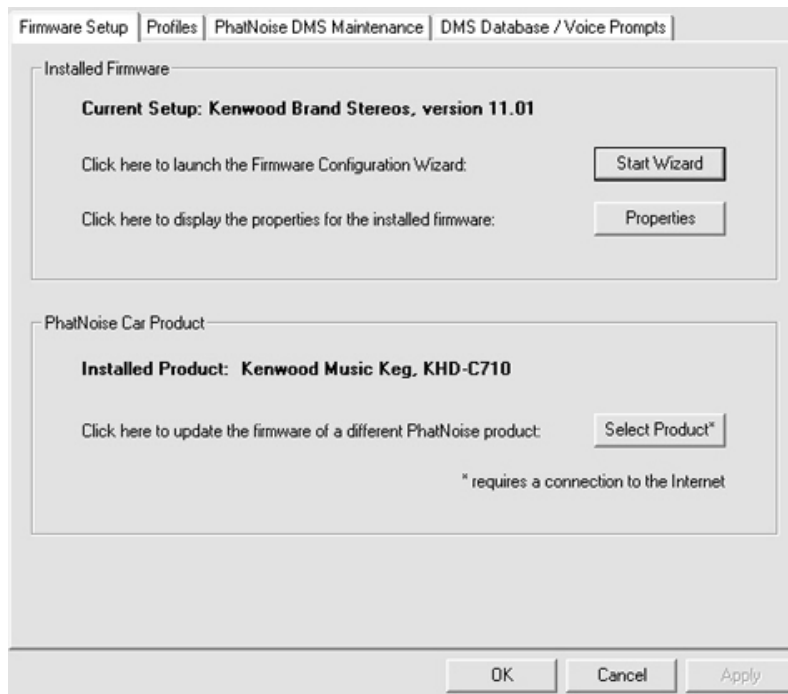 Firmware Setup Profiles PhatNoise DMS Maintenance DMS Database / Voice Prompts
Installed Firmware
Current Setup: Kenwood Brand Stereos, version 11.01
Click here to launch the Firmware Configuration Wizard: Start Wizard
Click here to display the properties for the installed firmware: Properties
PhatNoise Car Product
Installed Product: Kenwood Music Keg, KHD-C710
Click here to update the firmware of a different PhatNoise product: Select Product*
* requires a connection to the Internet
OK Cancel Apply